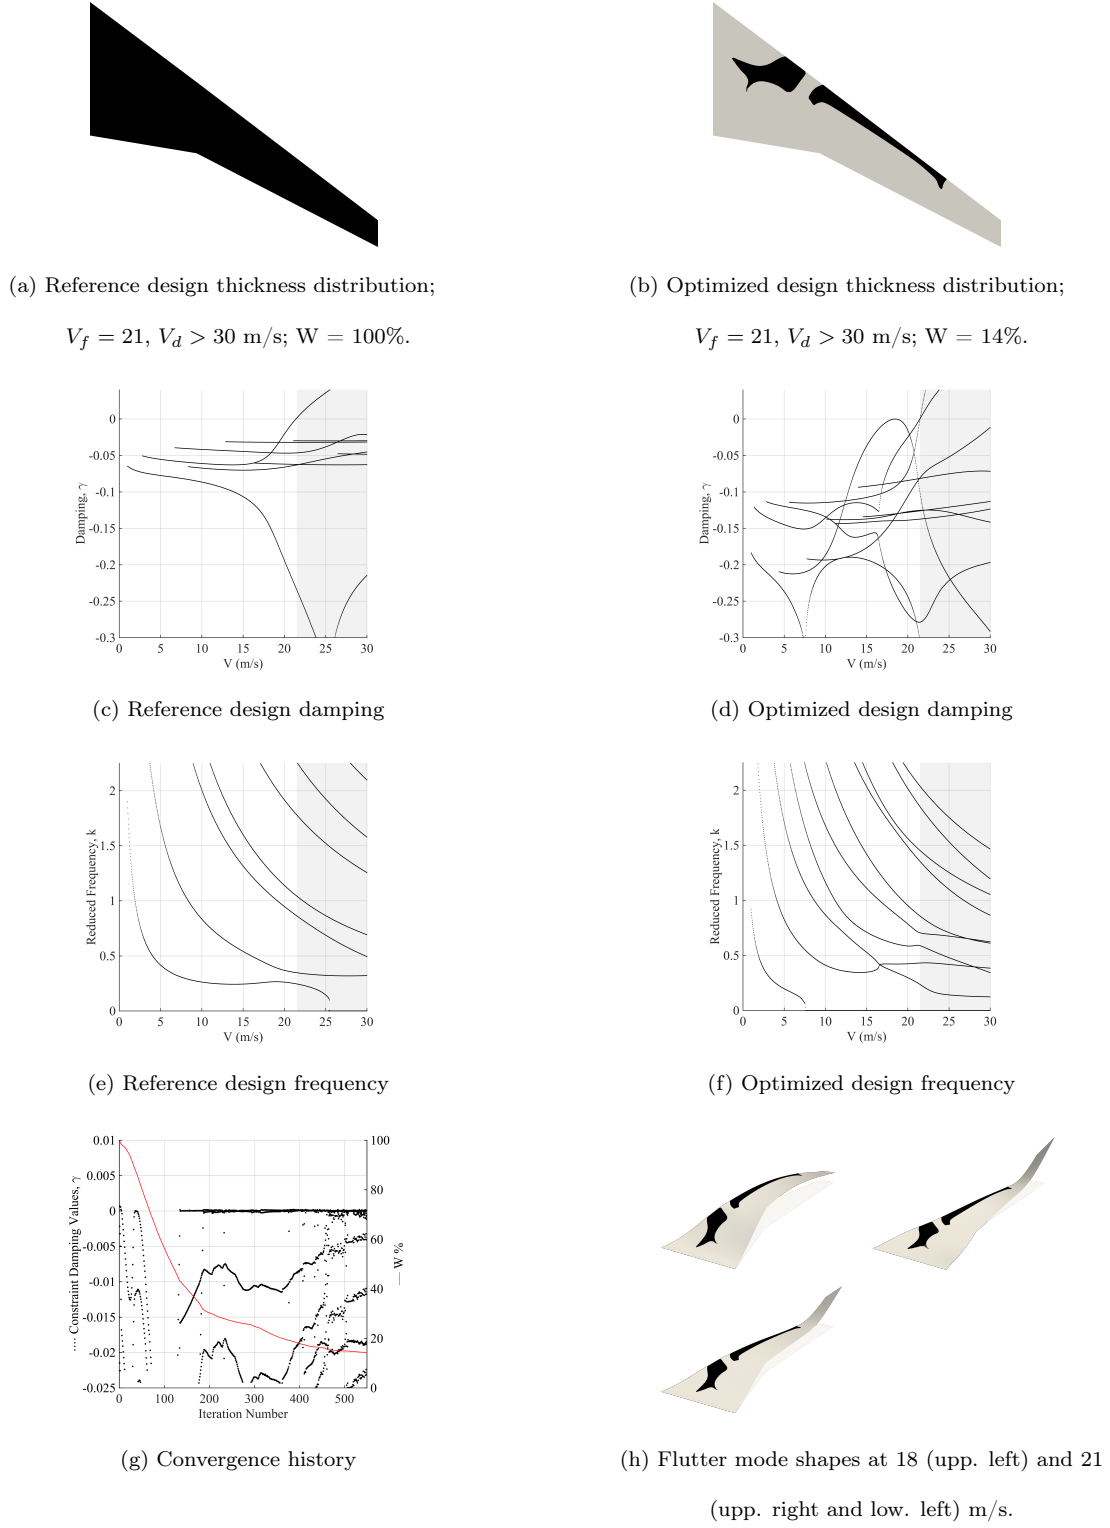 (a) Reference design thickness distribution;
V_f = 21, V_d > 30 m/s; W = 100%.
(b) Optimized design thickness distribution;
V_f = 21, V_d > 30 m/s; W = 14%.
0
-0.05
-0.1
-0.15
-0.2
-0.25
-0.3
Damping, γ
0 5 10 15 20 25 30
V (m/s)
(c) Reference design damping
0
-0.05
-0.1
-0.15
-0.2
-0.25
-0.3
Damping, γ
0 5 10 15 20 25 30
V (m/s)
(d) Optimized design damping
2
1.5
1
0.5
0
Reduced Frequency, k
0 5 10 15 20 25 30
V (m/s)
(e) Reference design frequency
2
1.5
1
0.5
0
Reduced Frequency, k
0 5 10 15 20 25 30
V (m/s)
(f) Optimized design frequency
0.01
0.005
0
-0.005
-0.01
-0.015
-0.02
-0.025
.... Constraint Damping Values, γ
100
80
60
40
20
0
— W %
0 100 200 300 400 500
Iteration Number
(g) Convergence history
(h) Flutter mode shapes at 18 (upp. left) and 21
(upp. right and low. left) m/s.